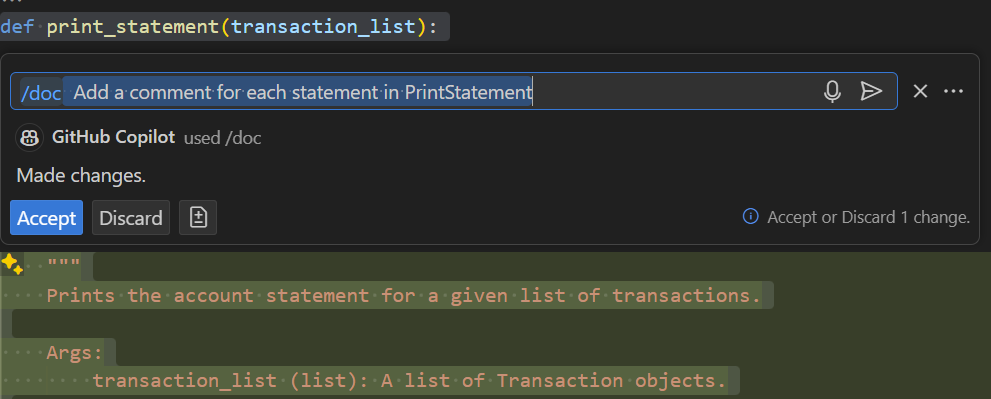 def print_statement(transaction_list):
/doc Add a comment for each statement in PrintStatement
GitHub Copilot used /doc
Made changes.
Accept Discard Accept or Discard 1 change.
"""
Prints the account statement for a given list of transactions.
Args:
transaction_list (list): A list of Transaction objects.